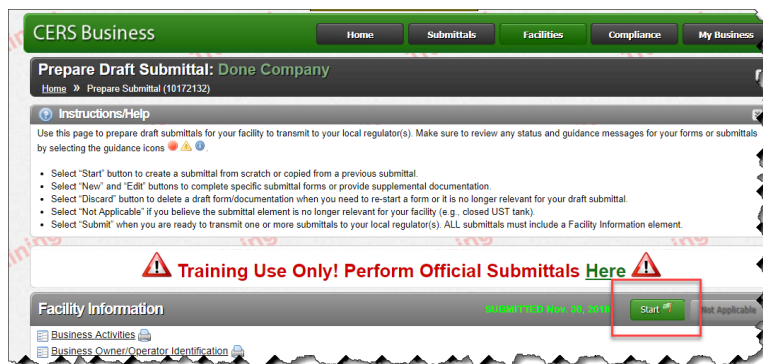 CERS Business
Home Submittals Facilities Compliance My Business
Prepare Draft Submittal: Done Company
Home » Prepare Submittal (10172132)
Instructions/Help
Use this page to prepare draft submittals for your facility to transmit to your local regulator(s). Make sure to review any status and guidance messages for your forms or submittals
by selecting the guidance icons
• Select "Start" button to create a submittal from scratch or copied from a previous submittal.
• Select "New" and "Edit" buttons to complete specific submittal forms or provide supplemental documentation.
• Select "Discard" button to delete a draft form/documentation when you need to re-start a form or it is no longer relevant for your draft submittal.
• Select "Not Applicable" if you believe the submittal element is no longer relevant for your facility (e.g., closed UST tank).
• Select "Submit" when you are ready to transmit one or more submittals to your local regulator(s). ALL submittals must include a Facility Information element.
Training Use Only! Perform Official Submittals Here
Facility Information SUBMITTED Nov. 30, 2018 Start Not Applicable
Business Activities
Business Owner/Operator Identification